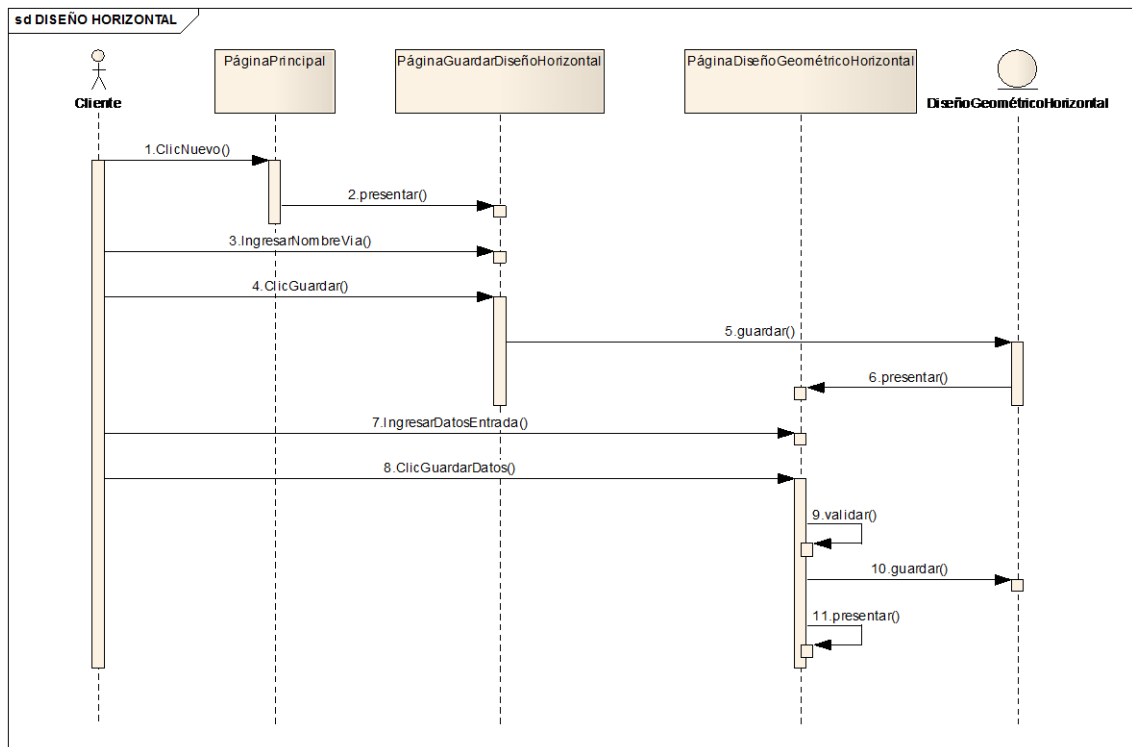 sd DISEÑO HORIZONTAL
Cliente
PáginaPrincipal
PáginaGuardarDiseñoHorizontal
PáginaDiseñoGeométricoHorizontal
DiseñoGeométricoHorizontal
1.ClicNuevo()
2.presentar()
3.IngresarNombreVia()
4.ClicGuardar()
5.guardar()
6.presentar()
7.IngresarDatosEntrada()
8.ClicGuardarDatos()
9.validar()
10.guardar()
11.presentar()